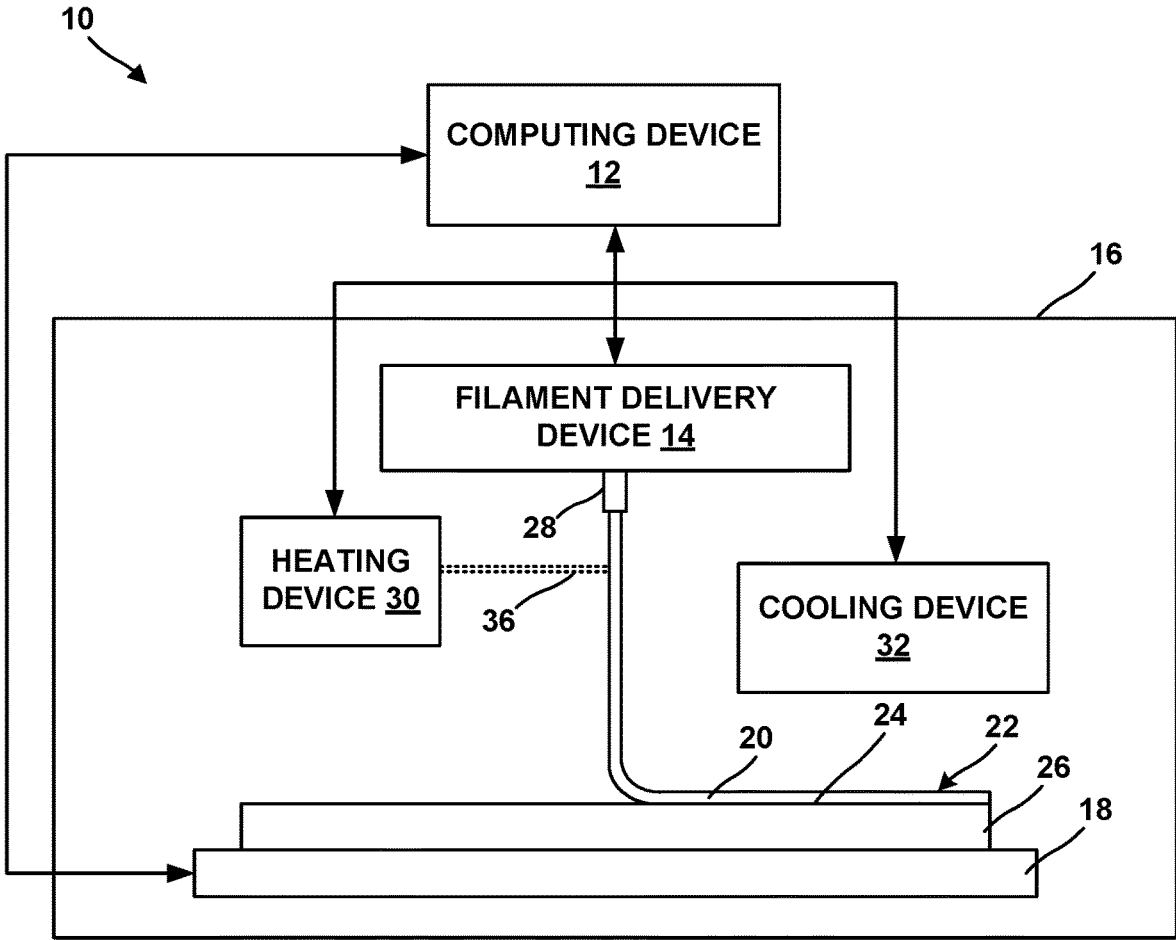 10
COMPUTING DEVICE
12
16
FILAMENT DELIVERY
DEVICE 14
28
HEATING
DEVICE 30
36
COOLING DEVICE
32
20
24
22
26
18